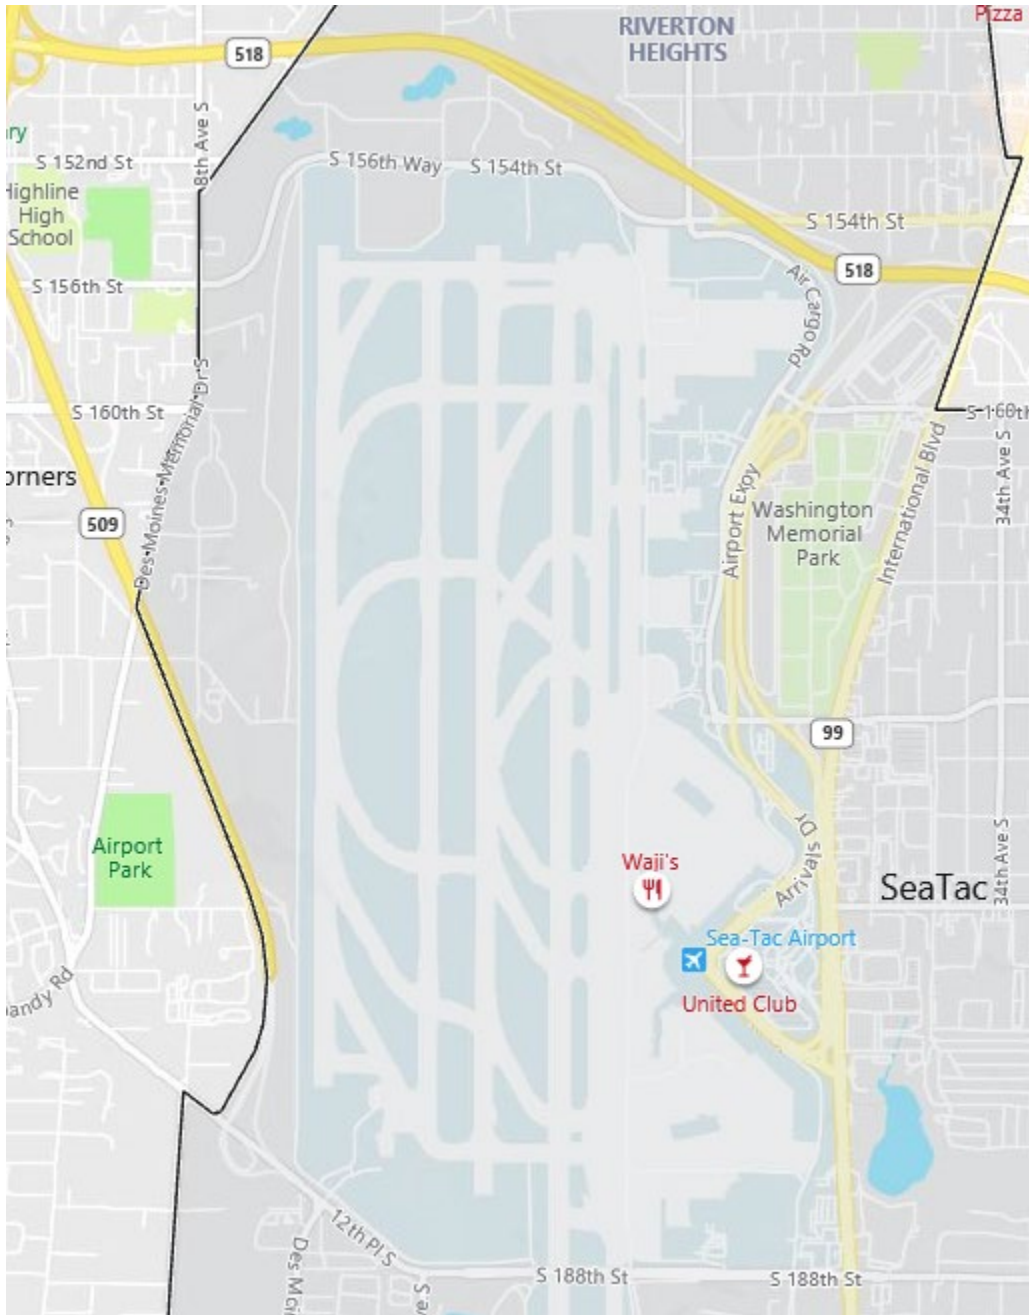 Pizza
RIVERTON
HEIGHTS
518
8th Ave S
S 152nd St
S 156th Way
S 154th St
Highline
High
School
S 154th St
518
S 156th St
Air Cargo Rd
S 160th St
Des Moines Memorial Dr S
International Blvd
34th Ave S
509
Airport Expy
Washington
Memorial
Park
99
Airport
Park
Arrivals Dr
Waji's
SeaTac
34th Ave S
Sea-Tac Airport
United Club
12th Pl S
S 188th St
S 188th St